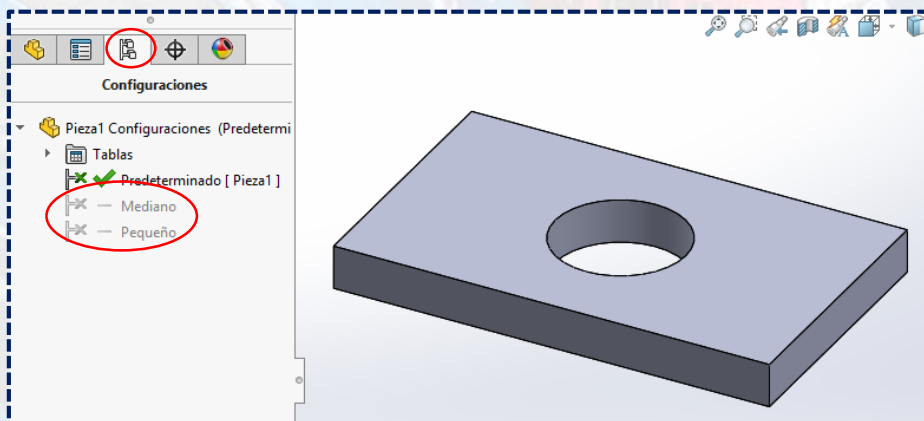 Configuraciones
Pieza1 Configuraciones (Predetermi
Tablas
Predeterminado [ Pieza1 ]
Mediano
Pequeño